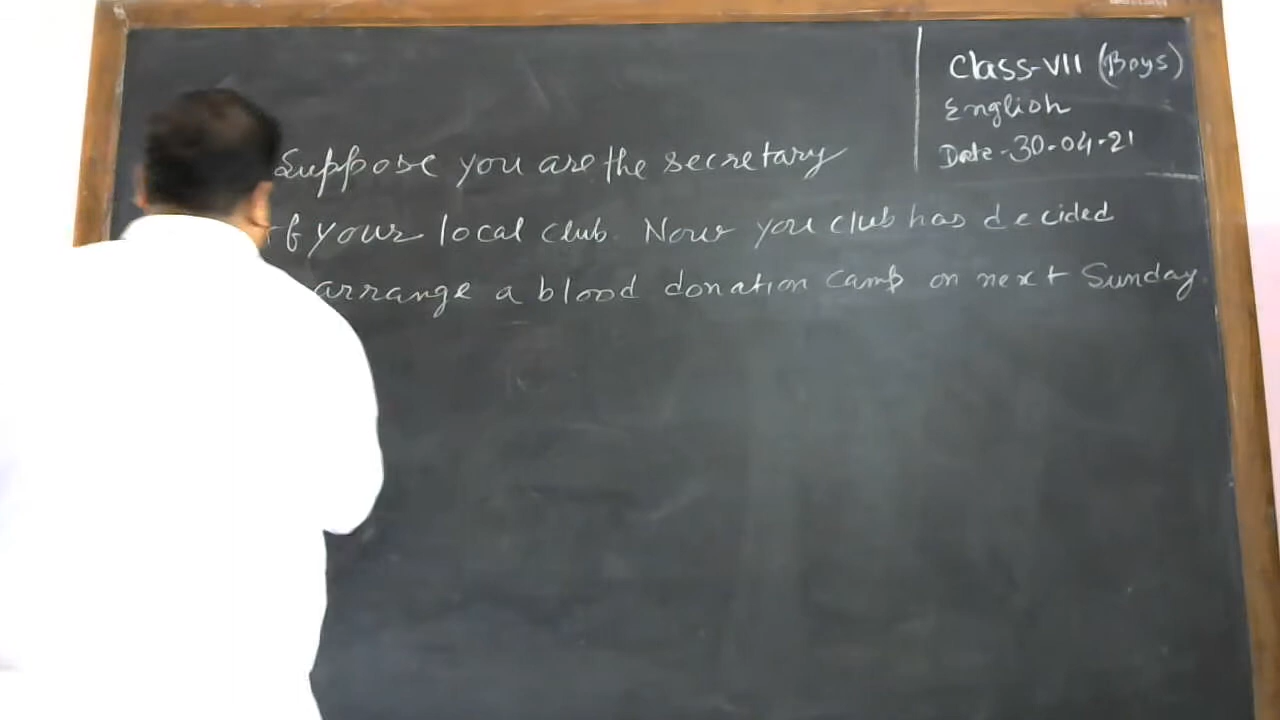 Class-VII (Boys)
English
Date-30-04-21
Suppose you are the secretary
of your local club. Now you club has decided
arrange a blood donation camp on next Sunday.